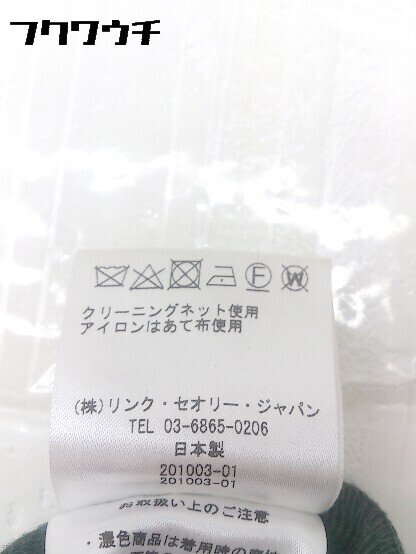 フクワウチ
F W
クリーニングネット使用
アイロンはあて布使用
(株)リンク・セオリー・ジャパン
TEL 03-6865-0206
日本製
201003-01
201003-01
お取扱い上のご注意
・濃色商品は着用時の摩擦